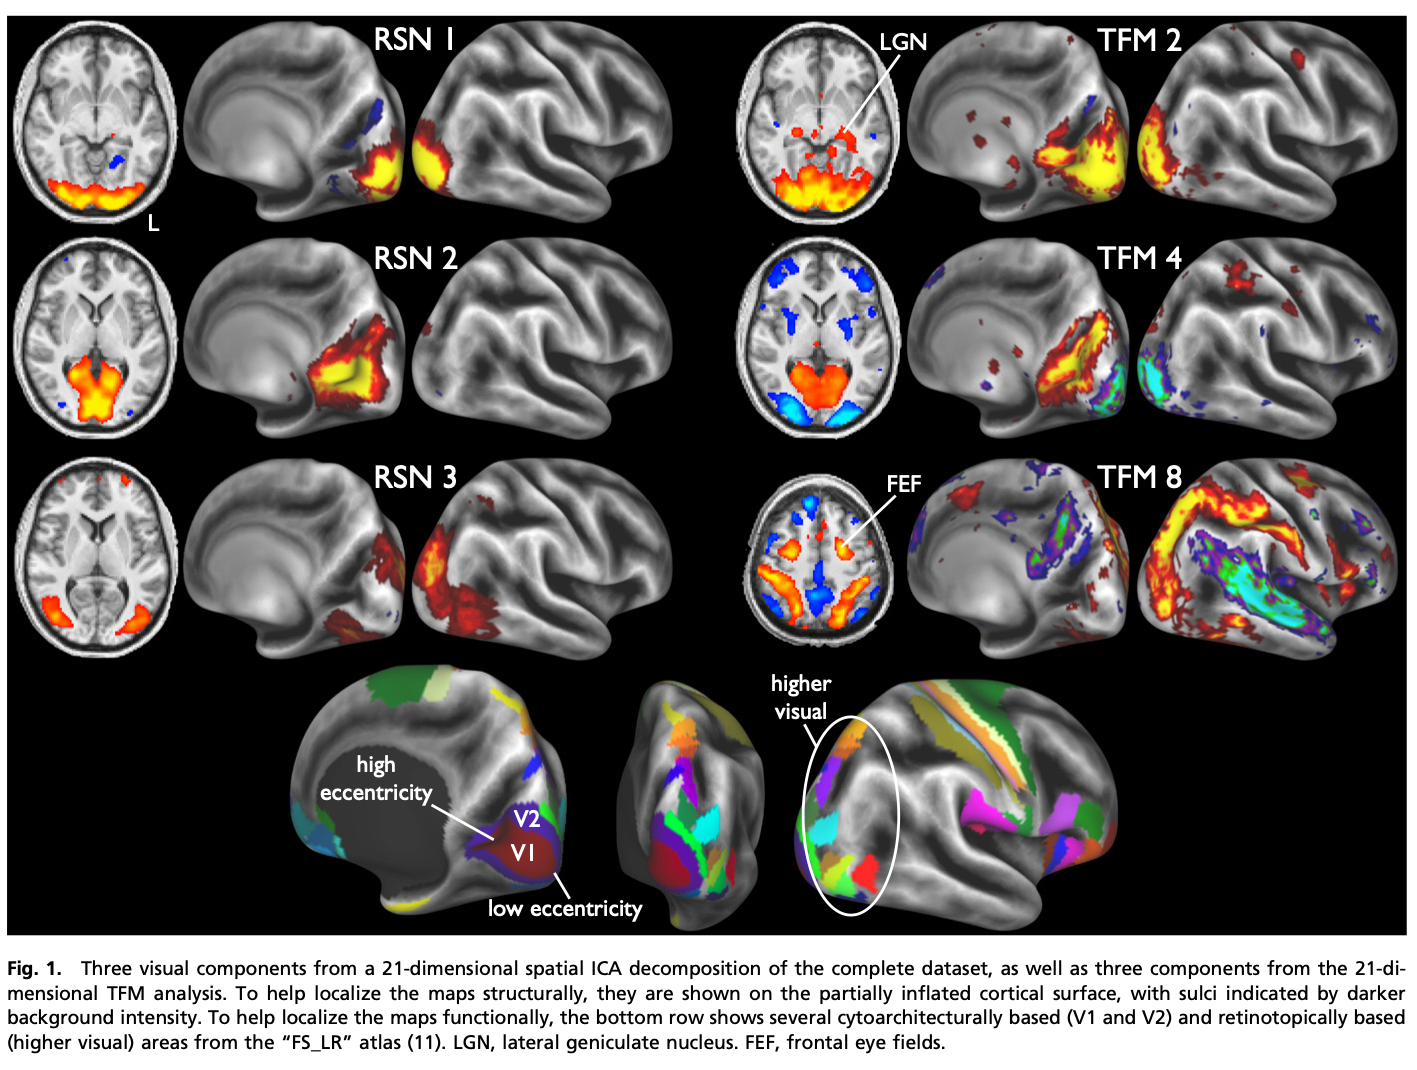 RSN 1
TFM 2
LGN
L
RSN 2
TFM 4
RSN 3
TFM 8
FEF
higher
visual
high
eccentricity
V2
V1
low eccentricity
Fig. 1. Three visual components from a 21-dimensional spatial ICA decomposition of the complete dataset, as well as three components from the 21-di-
mensional TFM analysis. To help localize the maps structurally, they are shown on the partially inflated cortical surface, with sulci indicated by darker
background intensity. To help localize the maps functionally, the bottom row shows several cytoarchitecturally based (V1 and V2) and retinotopically based
(higher visual) areas from the “FS_LR” atlas (11). LGN, lateral geniculate nucleus. FEF, frontal eye fields.